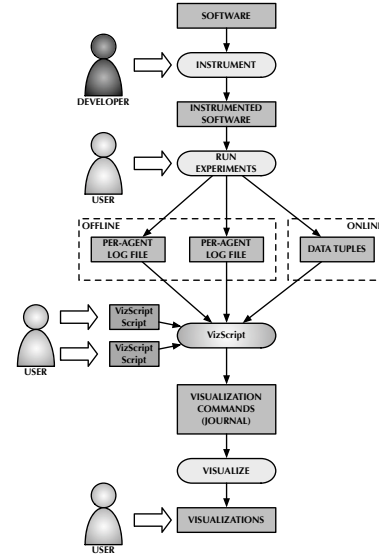 SOFTWARE
INSTRUMENT
DEVELOPER
INSTRUMENTED
SOFTWARE
RUN
EXPERIMENTS
USER
OFFLINE
ONLINE
PER-AGENT
LOG FILE
PER-AGENT
LOG FILE
DATA TUPLES
VizScript
Script
VizScript
Script
VizScript
USER
VISUALIZATION
COMMANDS
(JOURNAL)
VISUALIZE
VISUALIZATIONS
USER